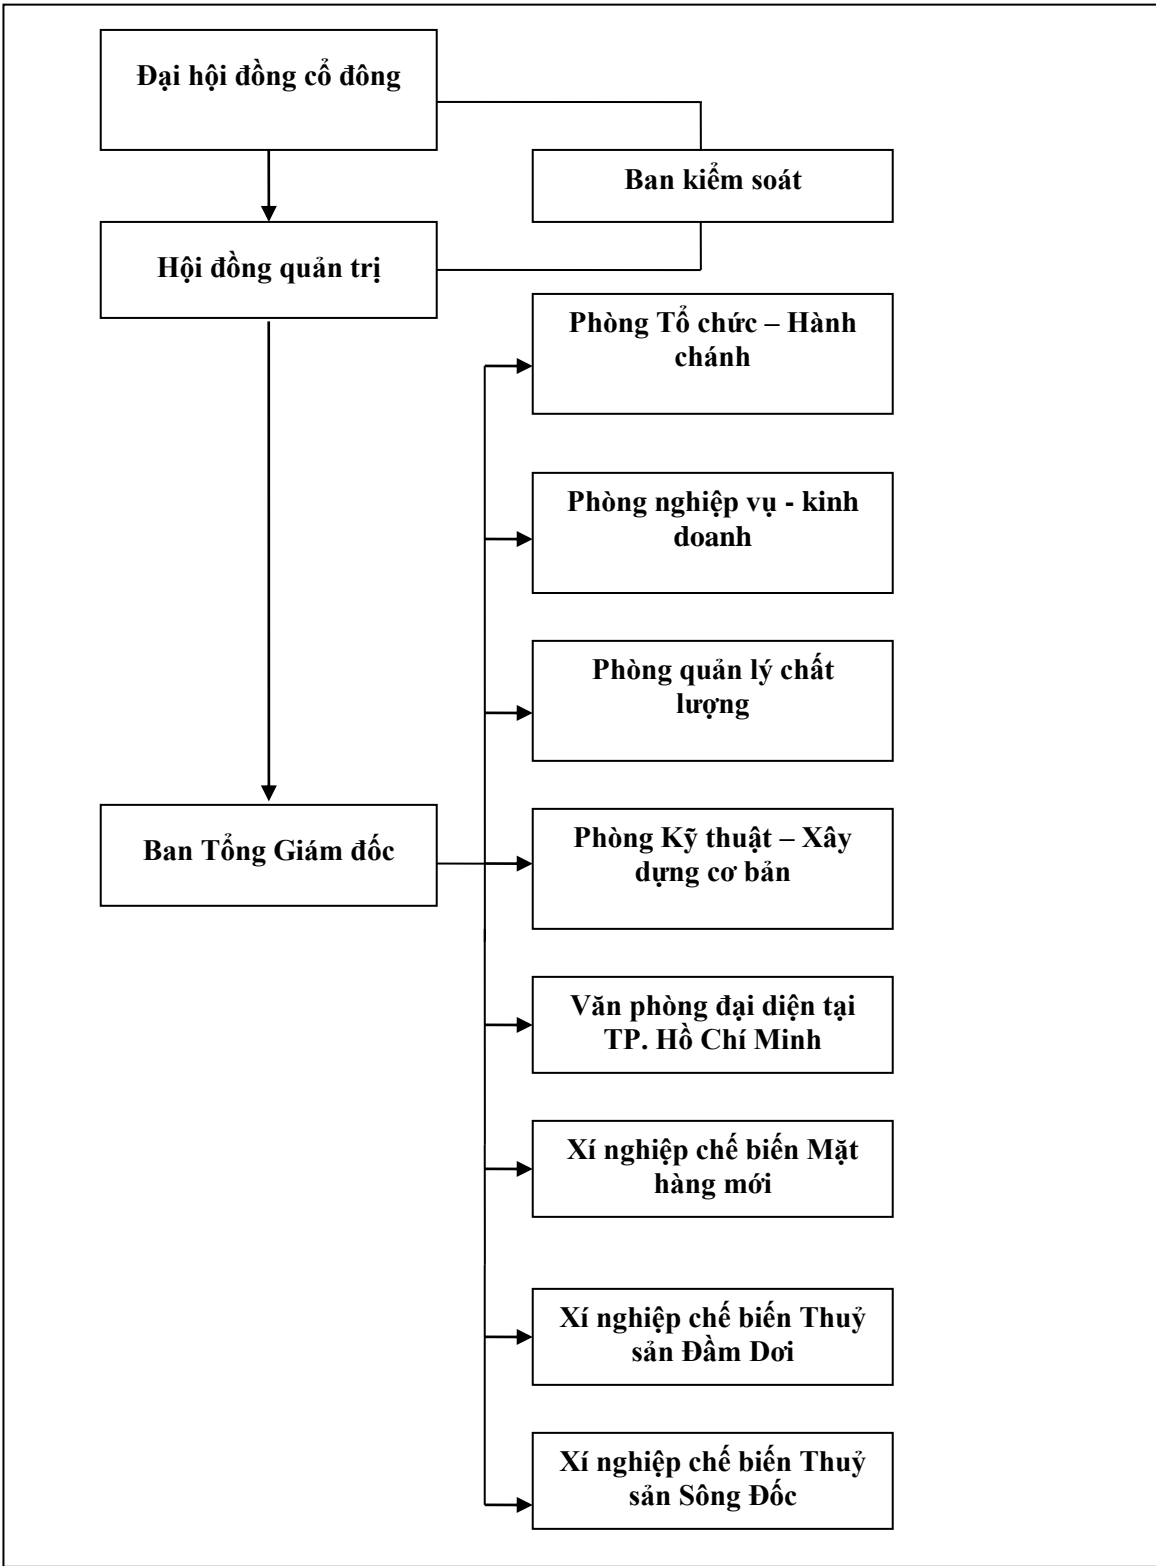 Đại hội đồng cổ đông
Ban kiểm soát
Hội đồng quản trị
Phòng Tổ chức – Hành
chánh
Phòng nghiệp vụ - kinh
doanh
Phòng quản lý chất
lượng
Ban Tổng Giám đốc
Phòng Kỹ thuật – Xây
dựng cơ bản
Văn phòng đại diện tại
TP. Hồ Chí Minh
Xí nghiệp chế biến Mặt
hàng mới
Xí nghiệp chế biến Thuỷ
sản Đầm Dơi
Xí nghiệp chế biến Thuỷ
sản Sông Đốc